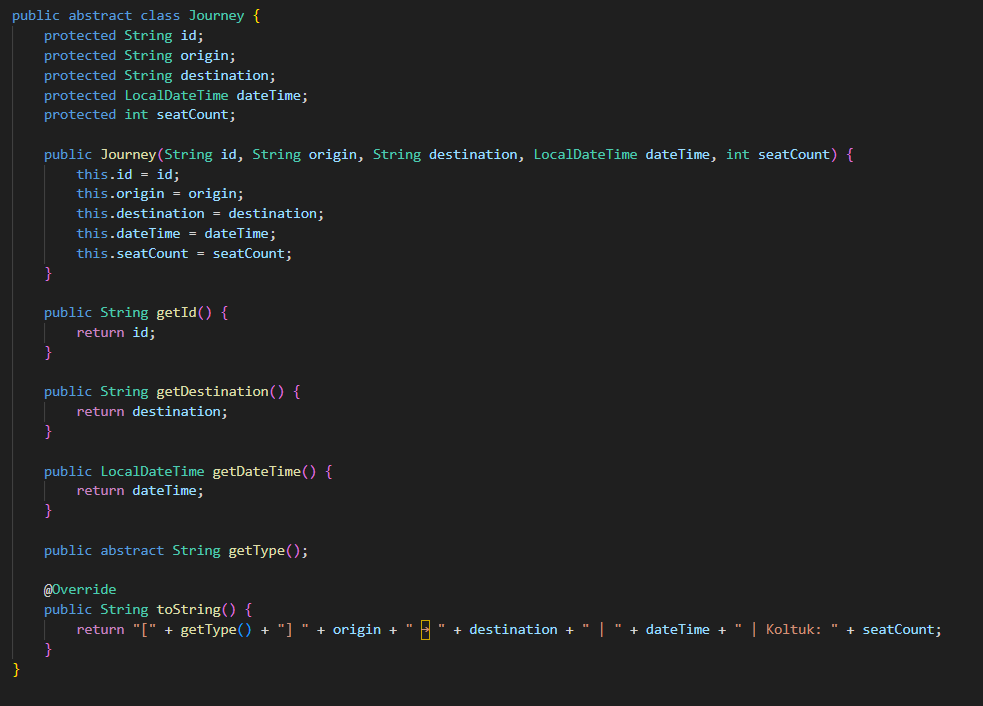 public abstract class Journey {
    protected String id;
    protected String origin;
    protected String destination;
    protected LocalDateTime dateTime;
    protected int seatCount;

    public Journey(String id, String origin, String destination, LocalDateTime dateTime, int seatCount) {
        this.id = id;
        this.origin = origin;
        this.destination = destination;
        this.dateTime = dateTime;
        this.seatCount = seatCount;
    }

    public String getId() {
        return id;
    }

    public String getDestination() {
        return destination;
    }

    public LocalDateTime getDateTime() {
        return dateTime;
    }

    public abstract String getType();

    @Override
    public String toString() {
        return "[" + getType() + "] " + origin + " → " + destination + " | " + dateTime + " | Koltuk: " + seatCount;
    }
}